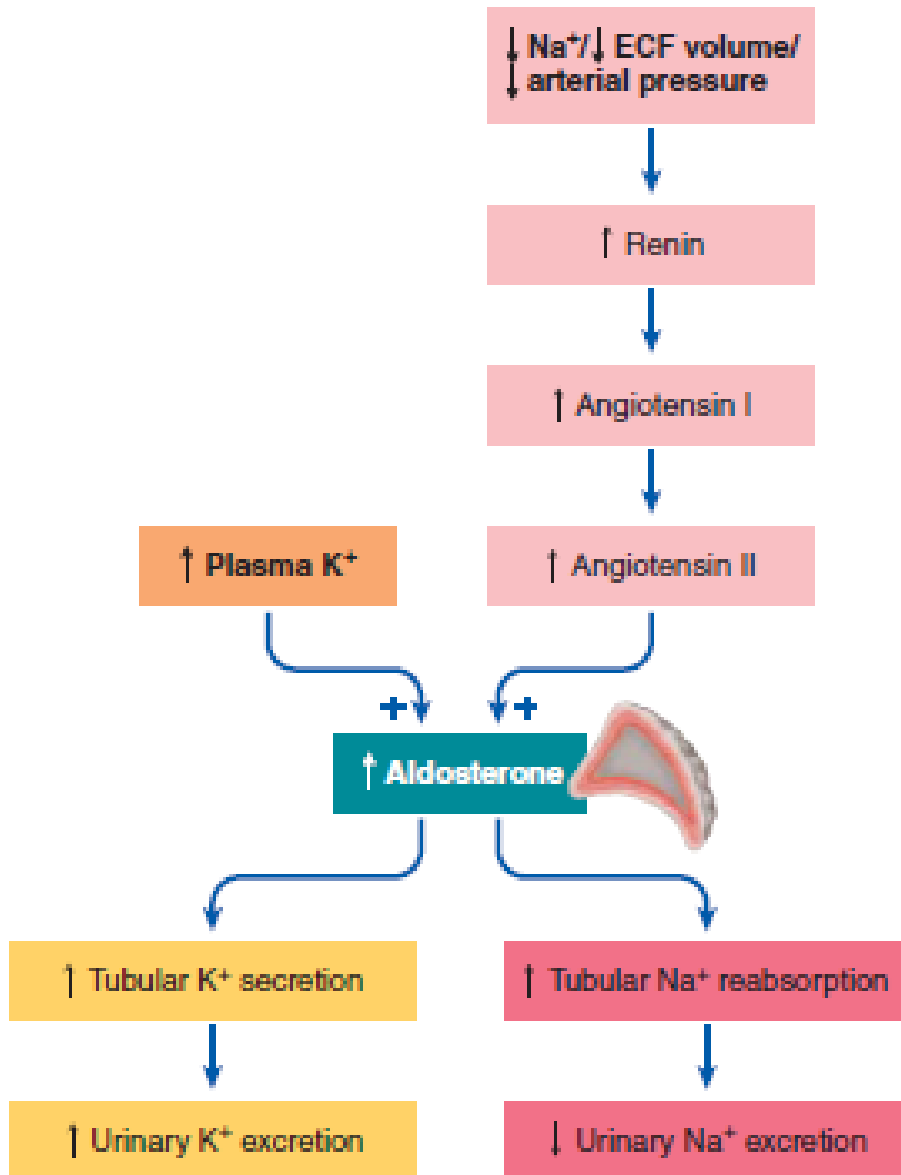 ↓ Na⁺/↓ ECF volume/
↓ arterial pressure
↑ Renin
↑ Angiotensin I
↑ Plasma K⁺
↑ Angiotensin II
+ +
↑ Aldosterone
↑ Tubular K⁺ secretion
↑ Tubular Na⁺ reabsorption
↑ Urinary K⁺ excretion
↓ Urinary Na⁺ excretion